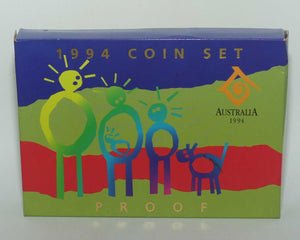 1994 COIN SET
AUSTRALIA
1994
PROOF